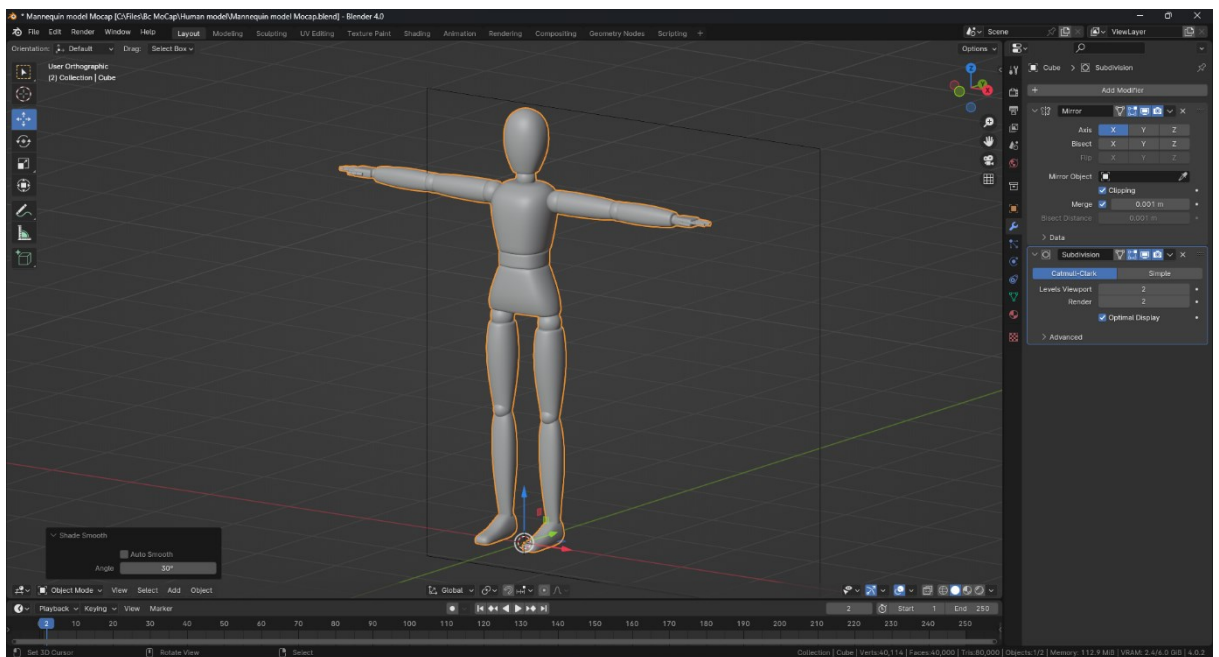 * Mannequin model Mocap [C:\Files\Bc MoCap\Human model\Mannequin model Mocap.blend] - Blender 4.0
File Edit Render Window Help Layout Modeling Sculpting UV Editing Texture Paint Shading Animation Rendering Compositing Geometry Nodes Scripting + Scene ViewLayer
Orientation: Default Drag: Select Box Options
User Orthographic
(2) Collection | Cube
Z
X
Cube > Subdivision
+ Add Modifier
Mirror
Axis X Y Z
Bisect X Y Z
Flip X Y Z
Mirror Object
Clipping
Merge 0.001 m
Bisect Distance 0.001 m
> Data
Subdivision
Catmull-Clark Simple
Levels Viewport 2
Render 2
Optimal Display
> Advanced
Shade Smooth
Auto Smooth
Angle 30°
Object Mode View Select Add Object Global
Playback Keying View Marker 2 Start 1 End 250
2 10 20 30 40 50 60 70 80 90 100 110 120 130 140 150 160 170 180 190 200 210 220 230 240 250
Set 3D Cursor Rotate View Select Collection | Cube | Verts:40,114 | Faces:40,000 | Tris:80,000 | Objects:1/2 | Memory: 112.9 MiB | VRAM: 2.4/6.0 GiB | 4.0.2